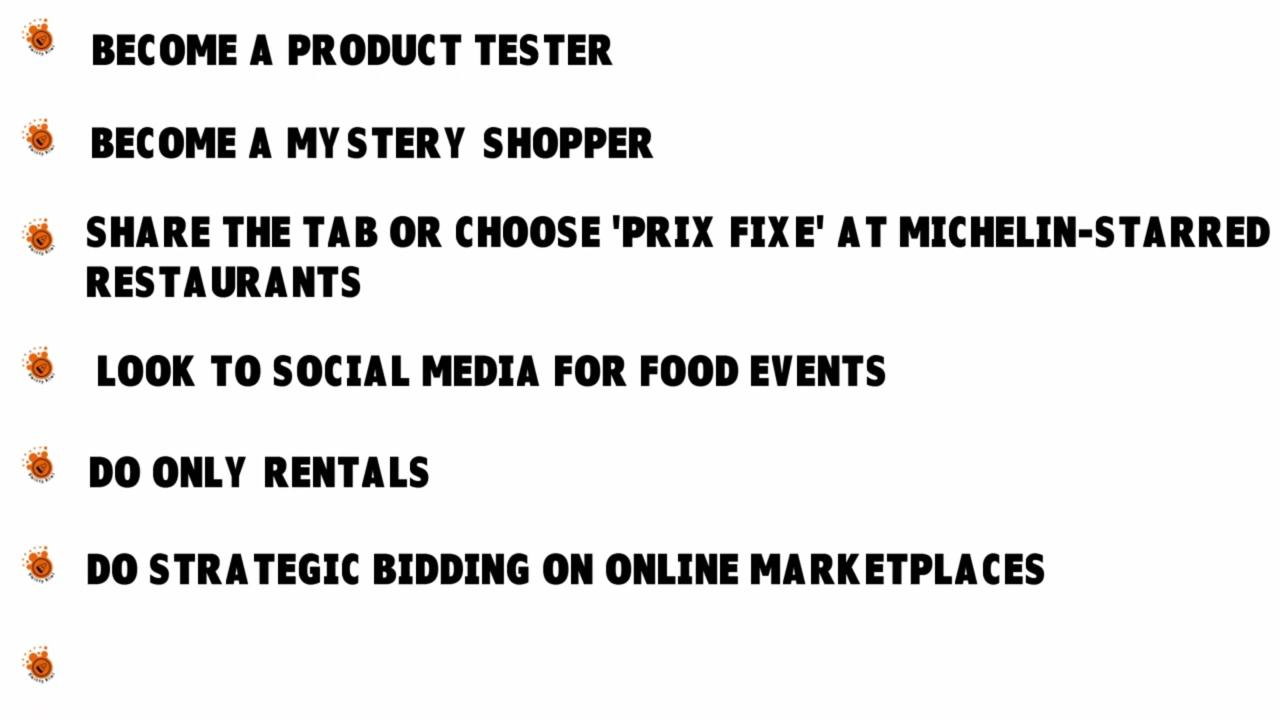 BECOME A PRODUCT TESTER
BECOME A MYSTERY SHOPPER
SHARE THE TAB OR CHOOSE 'PRIX FIXE' AT MICHELIN-STARRED
RESTAURANTS
LOOK TO SOCIAL MEDIA FOR FOOD EVENTS
DO ONLY RENTALS
DO STRATEGIC BIDDING ON ONLINE MARKETPLACES